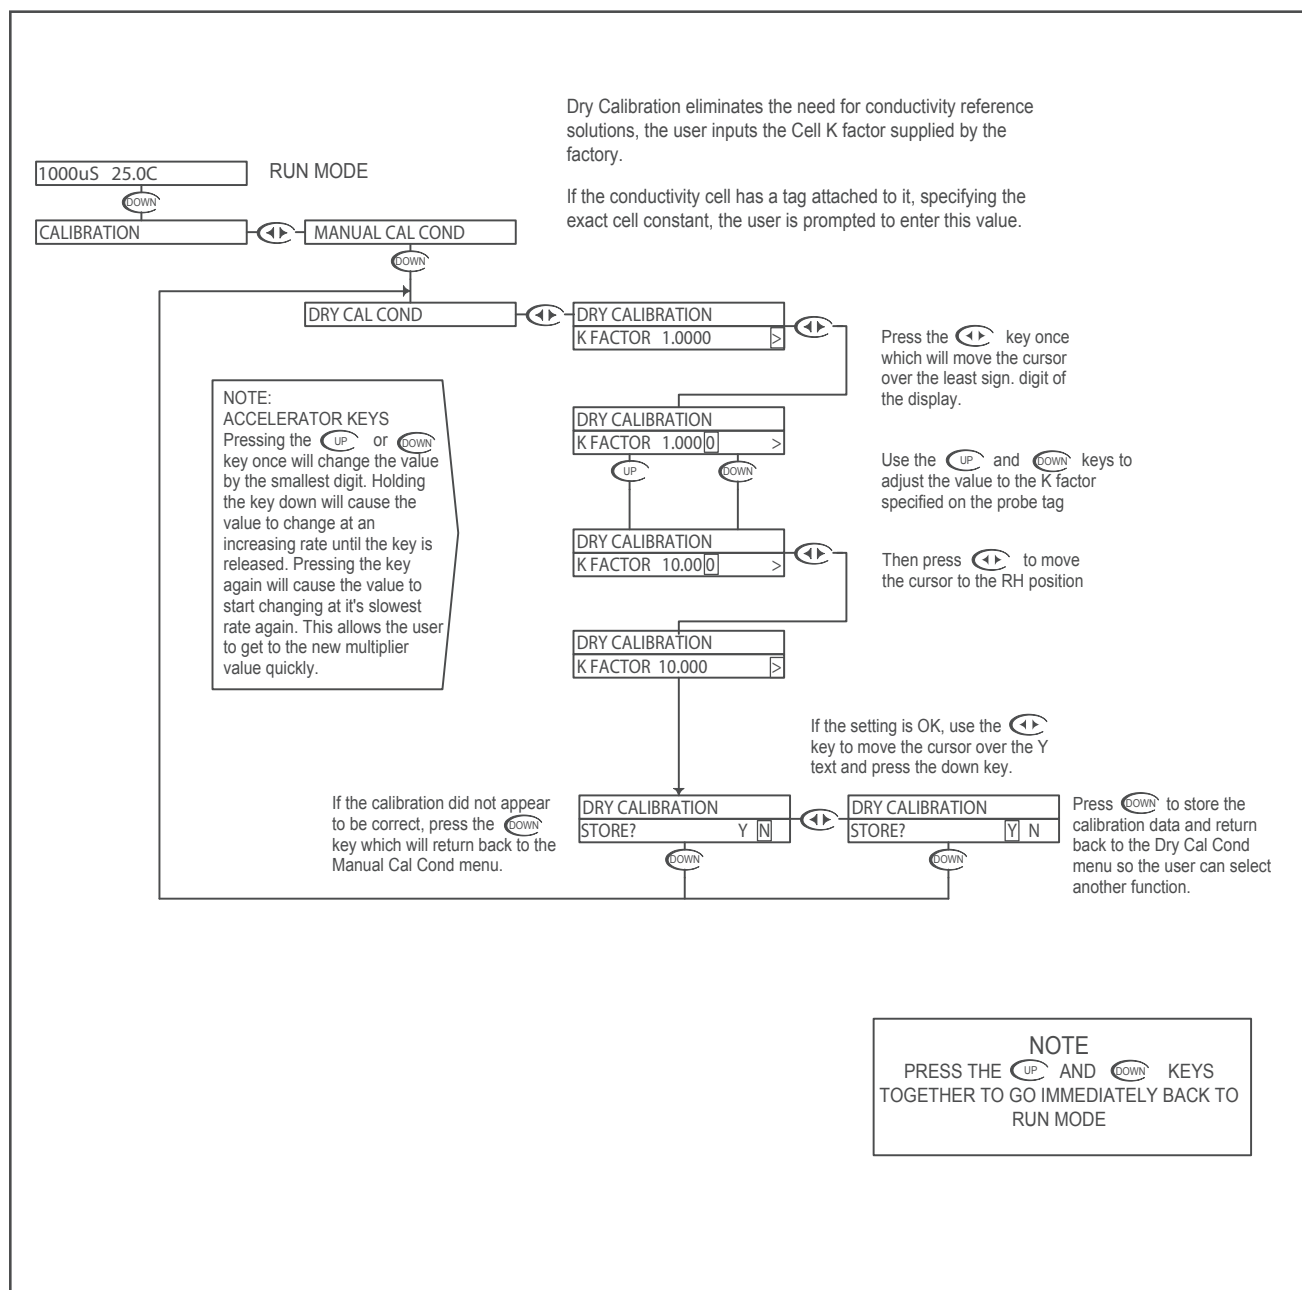 Dry Calibration eliminates the need for conductivity reference
solutions, the user inputs the Cell K factor supplied by the
factory.
If the conductivity cell has a tag attached to it, specifying the
exact cell constant, the user is prompted to enter this value.
1000uS 25.0C
RUN MODE
DOWN
CALIBRATION
MANUAL CAL COND
DOWN
DRY CAL COND
DRY CALIBRATION
K FACTOR 1.0000 >
Press the key once
which will move the cursor
over the least sign. digit of
the display.
NOTE:
ACCELERATOR KEYS
Pressing the UP or DOWN
key once will change the value
by the smallest digit. Holding
the key down will cause the
value to change at an
increasing rate until the key is
released. Pressing the key
again will cause the value to
start changing at it's slowest
rate again. This allows the user
to get to the new multiplier
value quickly.
DRY CALIBRATION
K FACTOR 1.0000 >
UP DOWN
Use the UP and DOWN keys to
adjust the value to the K factor
specified on the probe tag
DRY CALIBRATION
K FACTOR 10.000 >
Then press to move
the cursor to the RH position
DRY CALIBRATION
K FACTOR 10.000 >
If the setting is OK, use the
key to move the cursor over the Y
text and press the down key.
If the calibration did not appear
to be correct, press the DOWN
key which will return back to the
Manual Cal Cond menu.
DRY CALIBRATION
STORE? Y N
DOWN
DRY CALIBRATION
STORE? Y N
DOWN
Press DOWN to store the
calibration data and return
back to the Dry Cal Cond
menu so the user can select
another function.
NOTE
PRESS THE UP AND DOWN KEYS
TOGETHER TO GO IMMEDIATELY BACK TO
RUN MODE